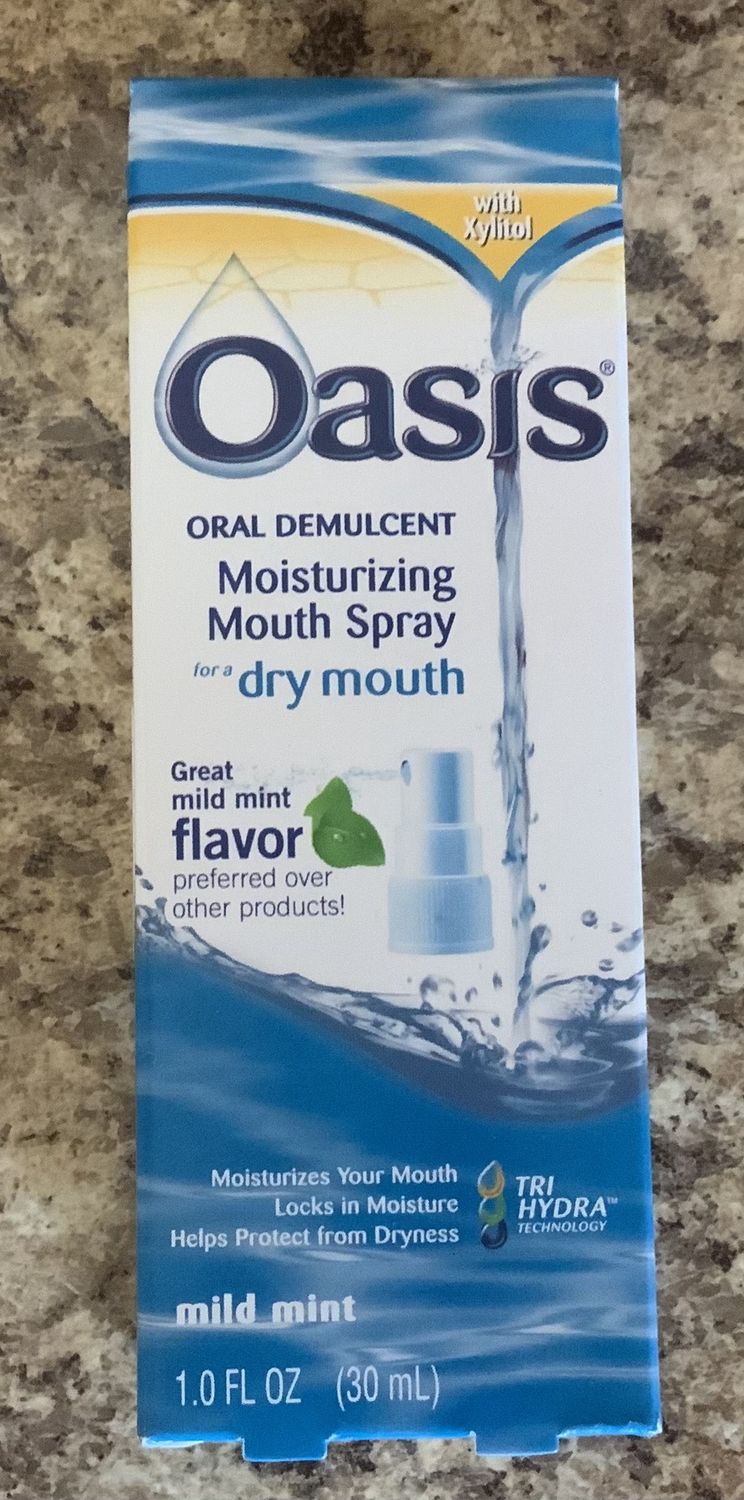 with
Xylitol
Oasis®
ORAL DEMULCENT
Moisturizing
Mouth Spray
for a dry mouth
Great
mild mint
flavor
preferred over
other products!
Moisturizes Your Mouth
Locks in Moisture
Helps Protect from Dryness
TRI
HYDRA™
TECHNOLOGY
mild mint
1.0 FL OZ (30 mL)